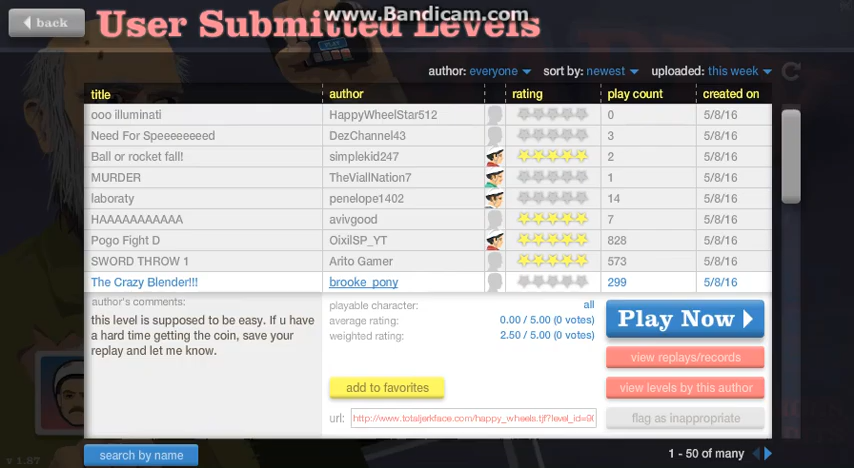 www.Bandicam.com
back
User Submitted Levels
author: everyone sort by: newest uploaded: this week
title author rating play count created on
ooo illuminati HappyWheelStar512 0 5/8/16
Need For Speeeeeeeed DezChannel43 3 5/8/16
Ball or rocket fall! simplekid247 2 5/8/16
MURDER TheViallNation7 1 5/8/16
laboraty penelope1402 14 5/8/16
HAAAAAAAAAAA avivgood 7 5/8/16
Pogo Fight D OixilSP_YT 828 5/8/16
SWORD THROW 1 Arito Gamer 573 5/8/16
The Crazy Blender!!! brooke_pony 299 5/8/16
author's comments:
this level is supposed to be easy. If u have
a hard time getting the coin, save your
replay and let me know.
playable character: all
average rating: 0.00 / 5.00 (0 votes)
weighted rating: 2.50 / 5.00 (0 votes)
add to favorites
url: http://www.totaljerkface.com/happy_wheels.tjf?level_id=9
Play Now
view replays/records
view levels by this author
flag as inappropriate
v 1.87
search by name
1 - 50 of many